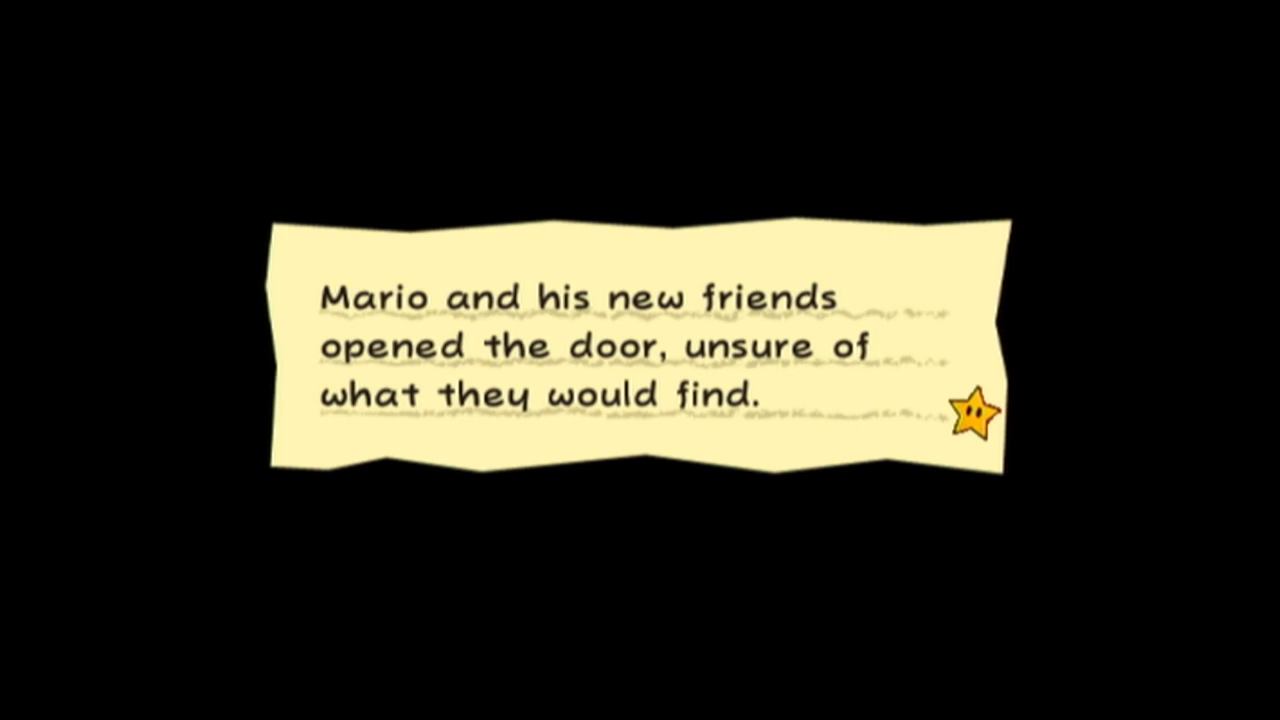 Mario and his new friends
opened the door, unsure of
what they would find.